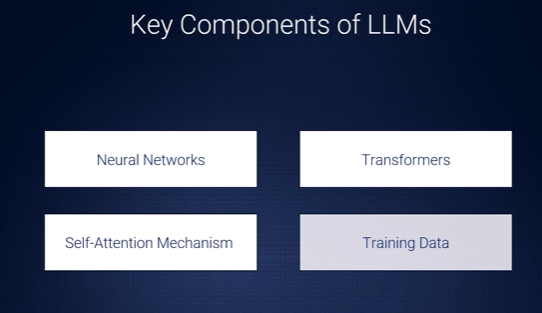 Key Components of LLMs
Neural Networks
Transformers
Self-Attention Mechanism
Training Data